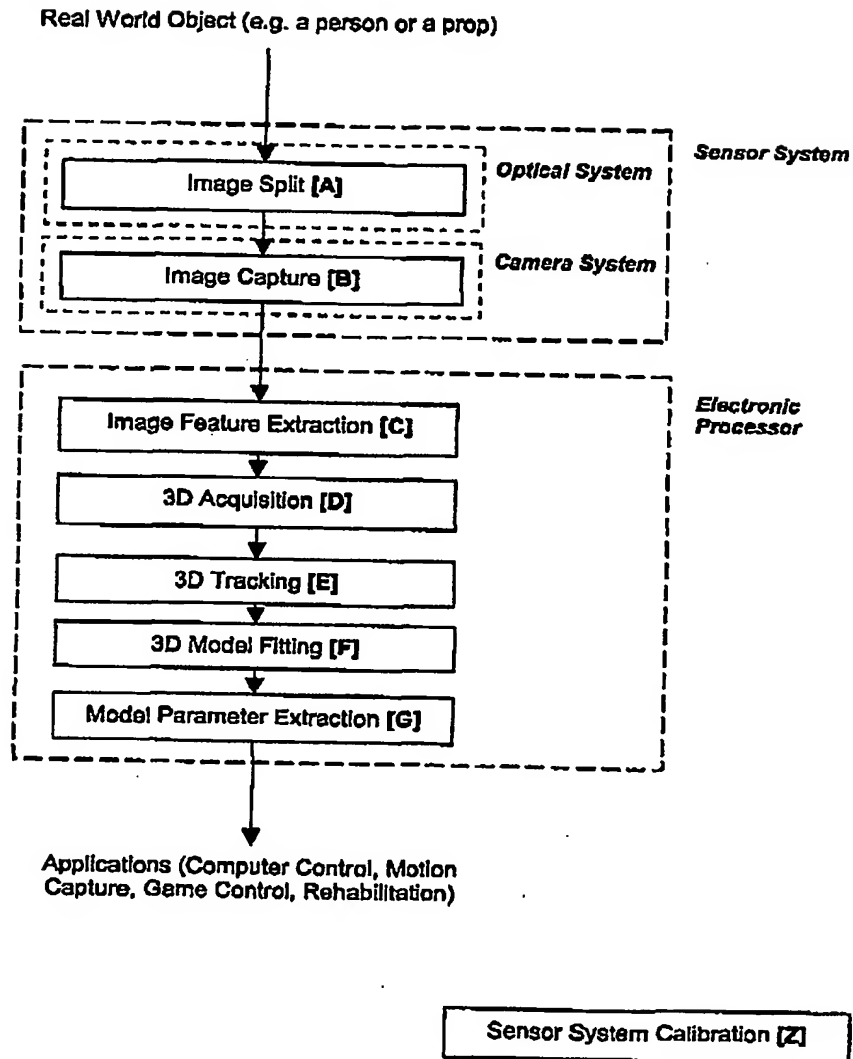 Real World Object (e.g. a person or a prop)
Sensor System
Optical System
Image Split [A]
Camera System
Image Capture [B]
Electronic
Processor
Image Feature Extraction [C]
3D Acquisition [D]
3D Tracking [E]
3D Model Fitting [F]
Model Parameter Extraction [G]
Applications (Computer Control, Motion
Capture, Game Control, Rehabilitation)
Sensor System Calibration [Z]